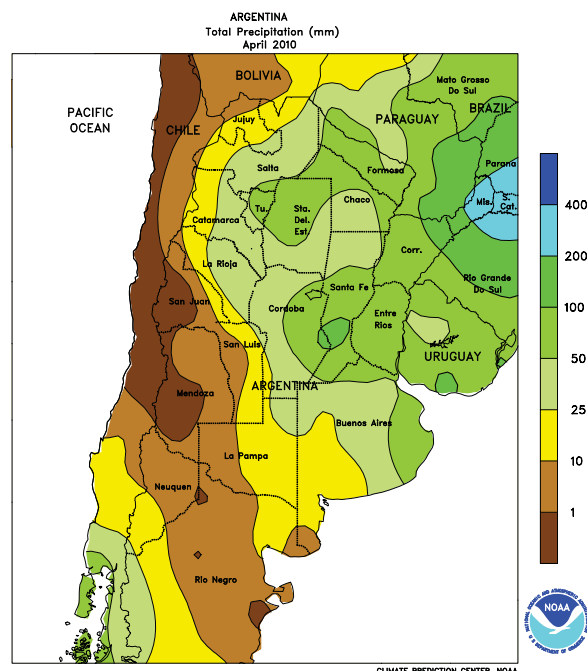 ARGENTINA
Total Precipitation (mm)
April 2010
BOLIVIA
Mato Grosso
Do Sul
PACIFIC
OCEAN
CHILE
Jujuy
PARAGUAY
BRAZIL
Salta
Formosa
Parana
Catamarca
Tu.
Sta.
Del.
Est.
Chaco
Mis.
S.
Cat.
La Rioja
Corr.
San Juan
Cordoba
Santa Fe
Entre
Rios
Rio Grande
Do Sul
San Luis
URUGUAY
Mendoza
ARGENTINA
Buenos Aires
La Pampa
Neuquen
Rio Negro
400
200
100
50
25
10
1
NOAA
CLIMATE PREDICTION CENTER, NOAA